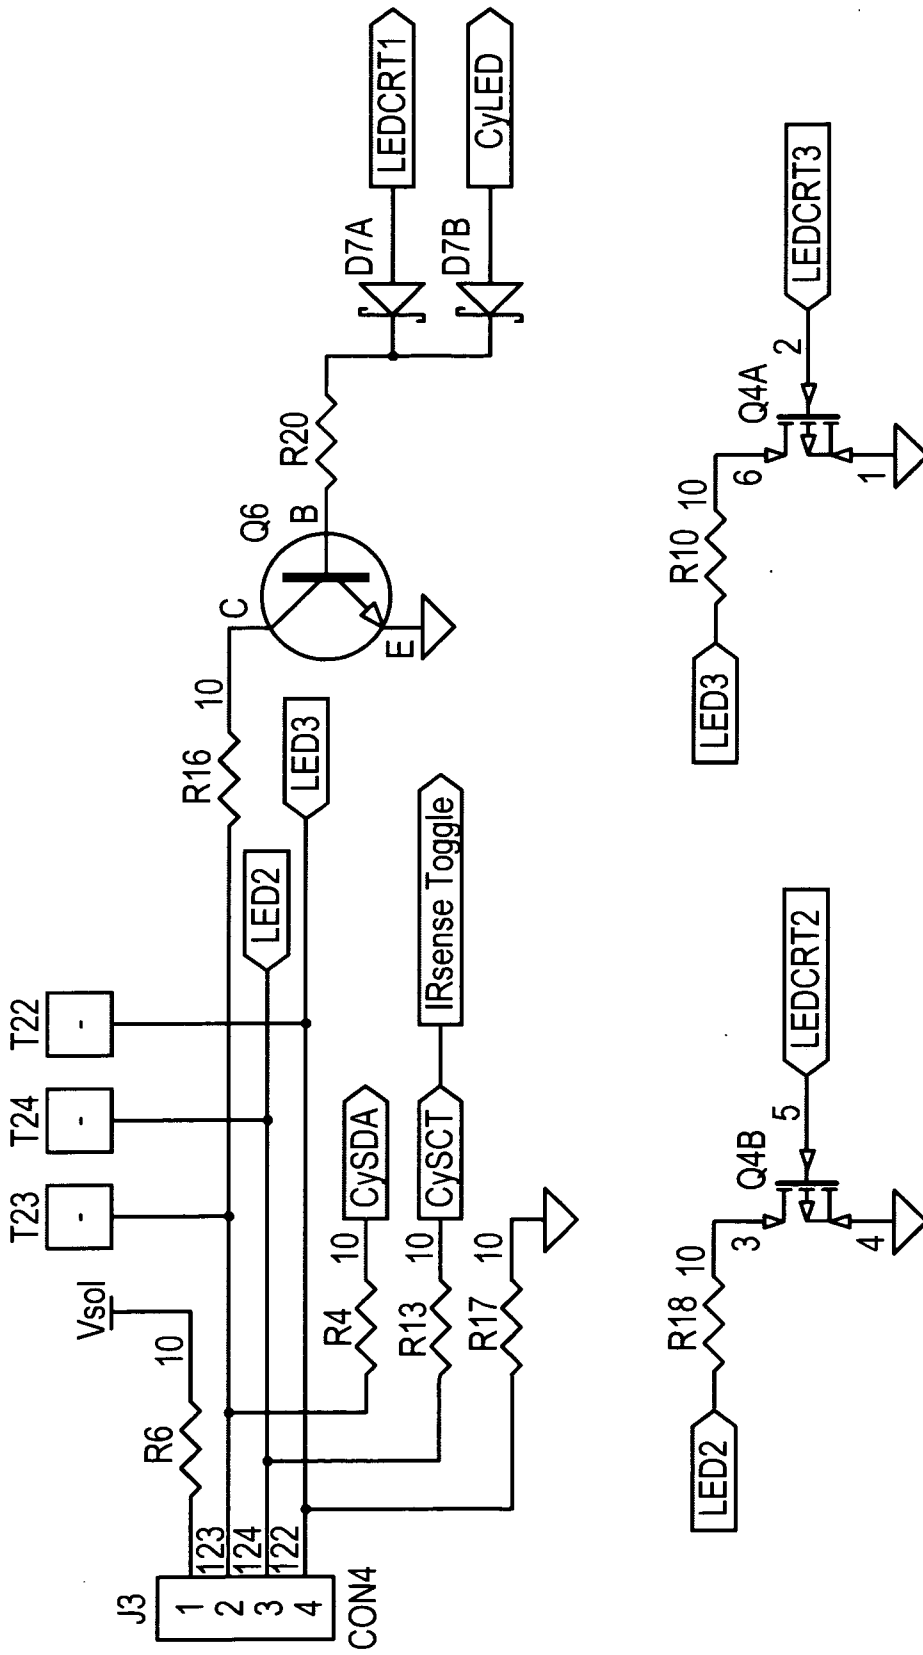 J3
1
2
3
4
CON4
123
124
122
R6
10
Vsol
T23
-
T24
-
T22
-
R4
10
CySDA
R13
10
CySCT
IRsense Toggle
R17
10
LED2
LED3
R16
10
C
Q6
B
E
R20
D7A
LEDCRT1
D7B
CyLED
LED2
R18
10
3
Q4B
5
4
LEDCRT2
LED3
R10
10
6
Q4A
2
1
LEDCRT3